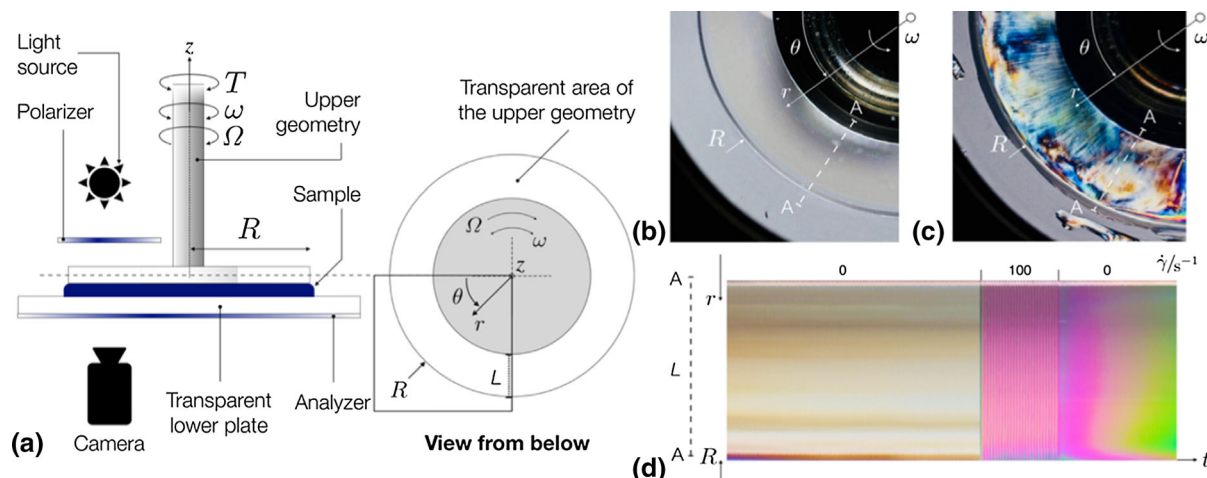 Light
source
Polarizer
z
T
ω
Ω
Upper
geometry
Sample
R
Transparent
lower plate
Analyzer
Camera
(a)
Transparent area of
the upper geometry
Ω
ω
z
θ
r
R
L
View from below
θ
ω
r
A
R
A
(b)
θ
ω
r
A
R
A
(c)
0
100
0
γ̇/s⁻¹
A
r
L
A
R
t
(d)